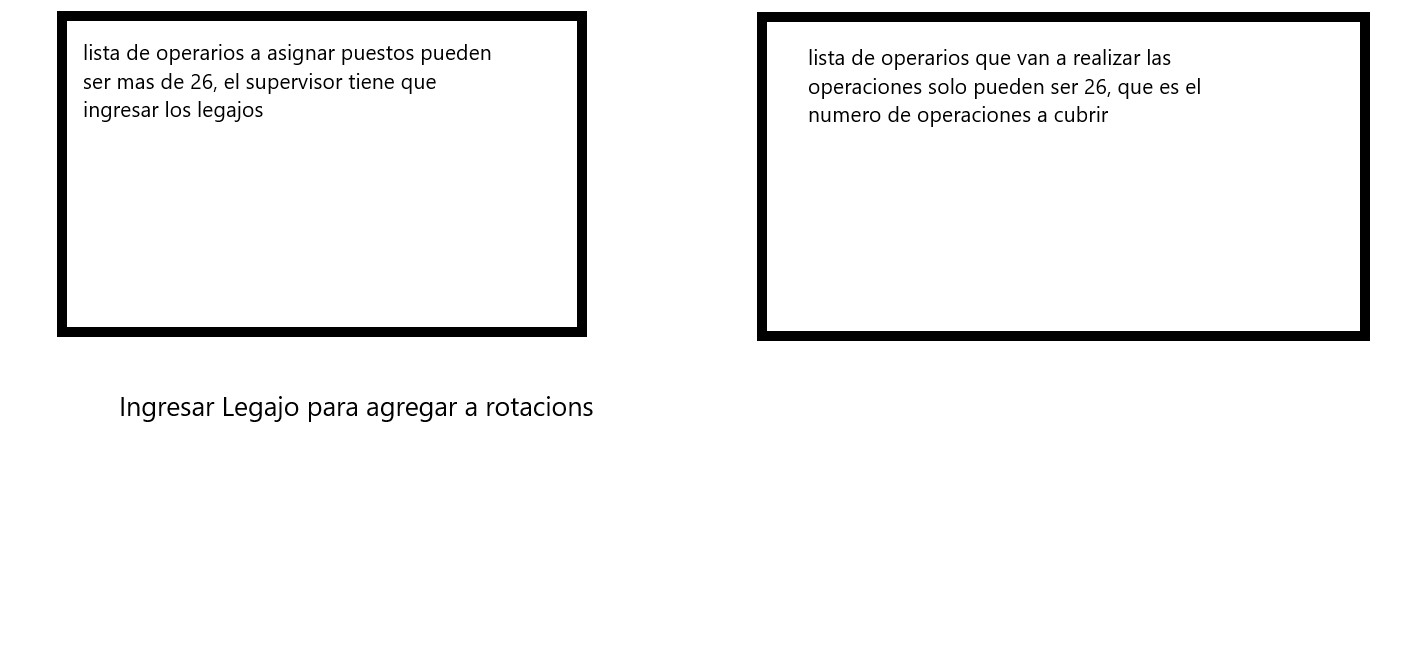 lista de operarios a asignar puestos pueden
ser mas de 26, el supervisor tiene que
ingresar los legajos
lista de operarios que van a realizar las
operaciones solo pueden ser 26, que es el
numero de operaciones a cubrir
Ingresar Legajo para agregar a rotacions